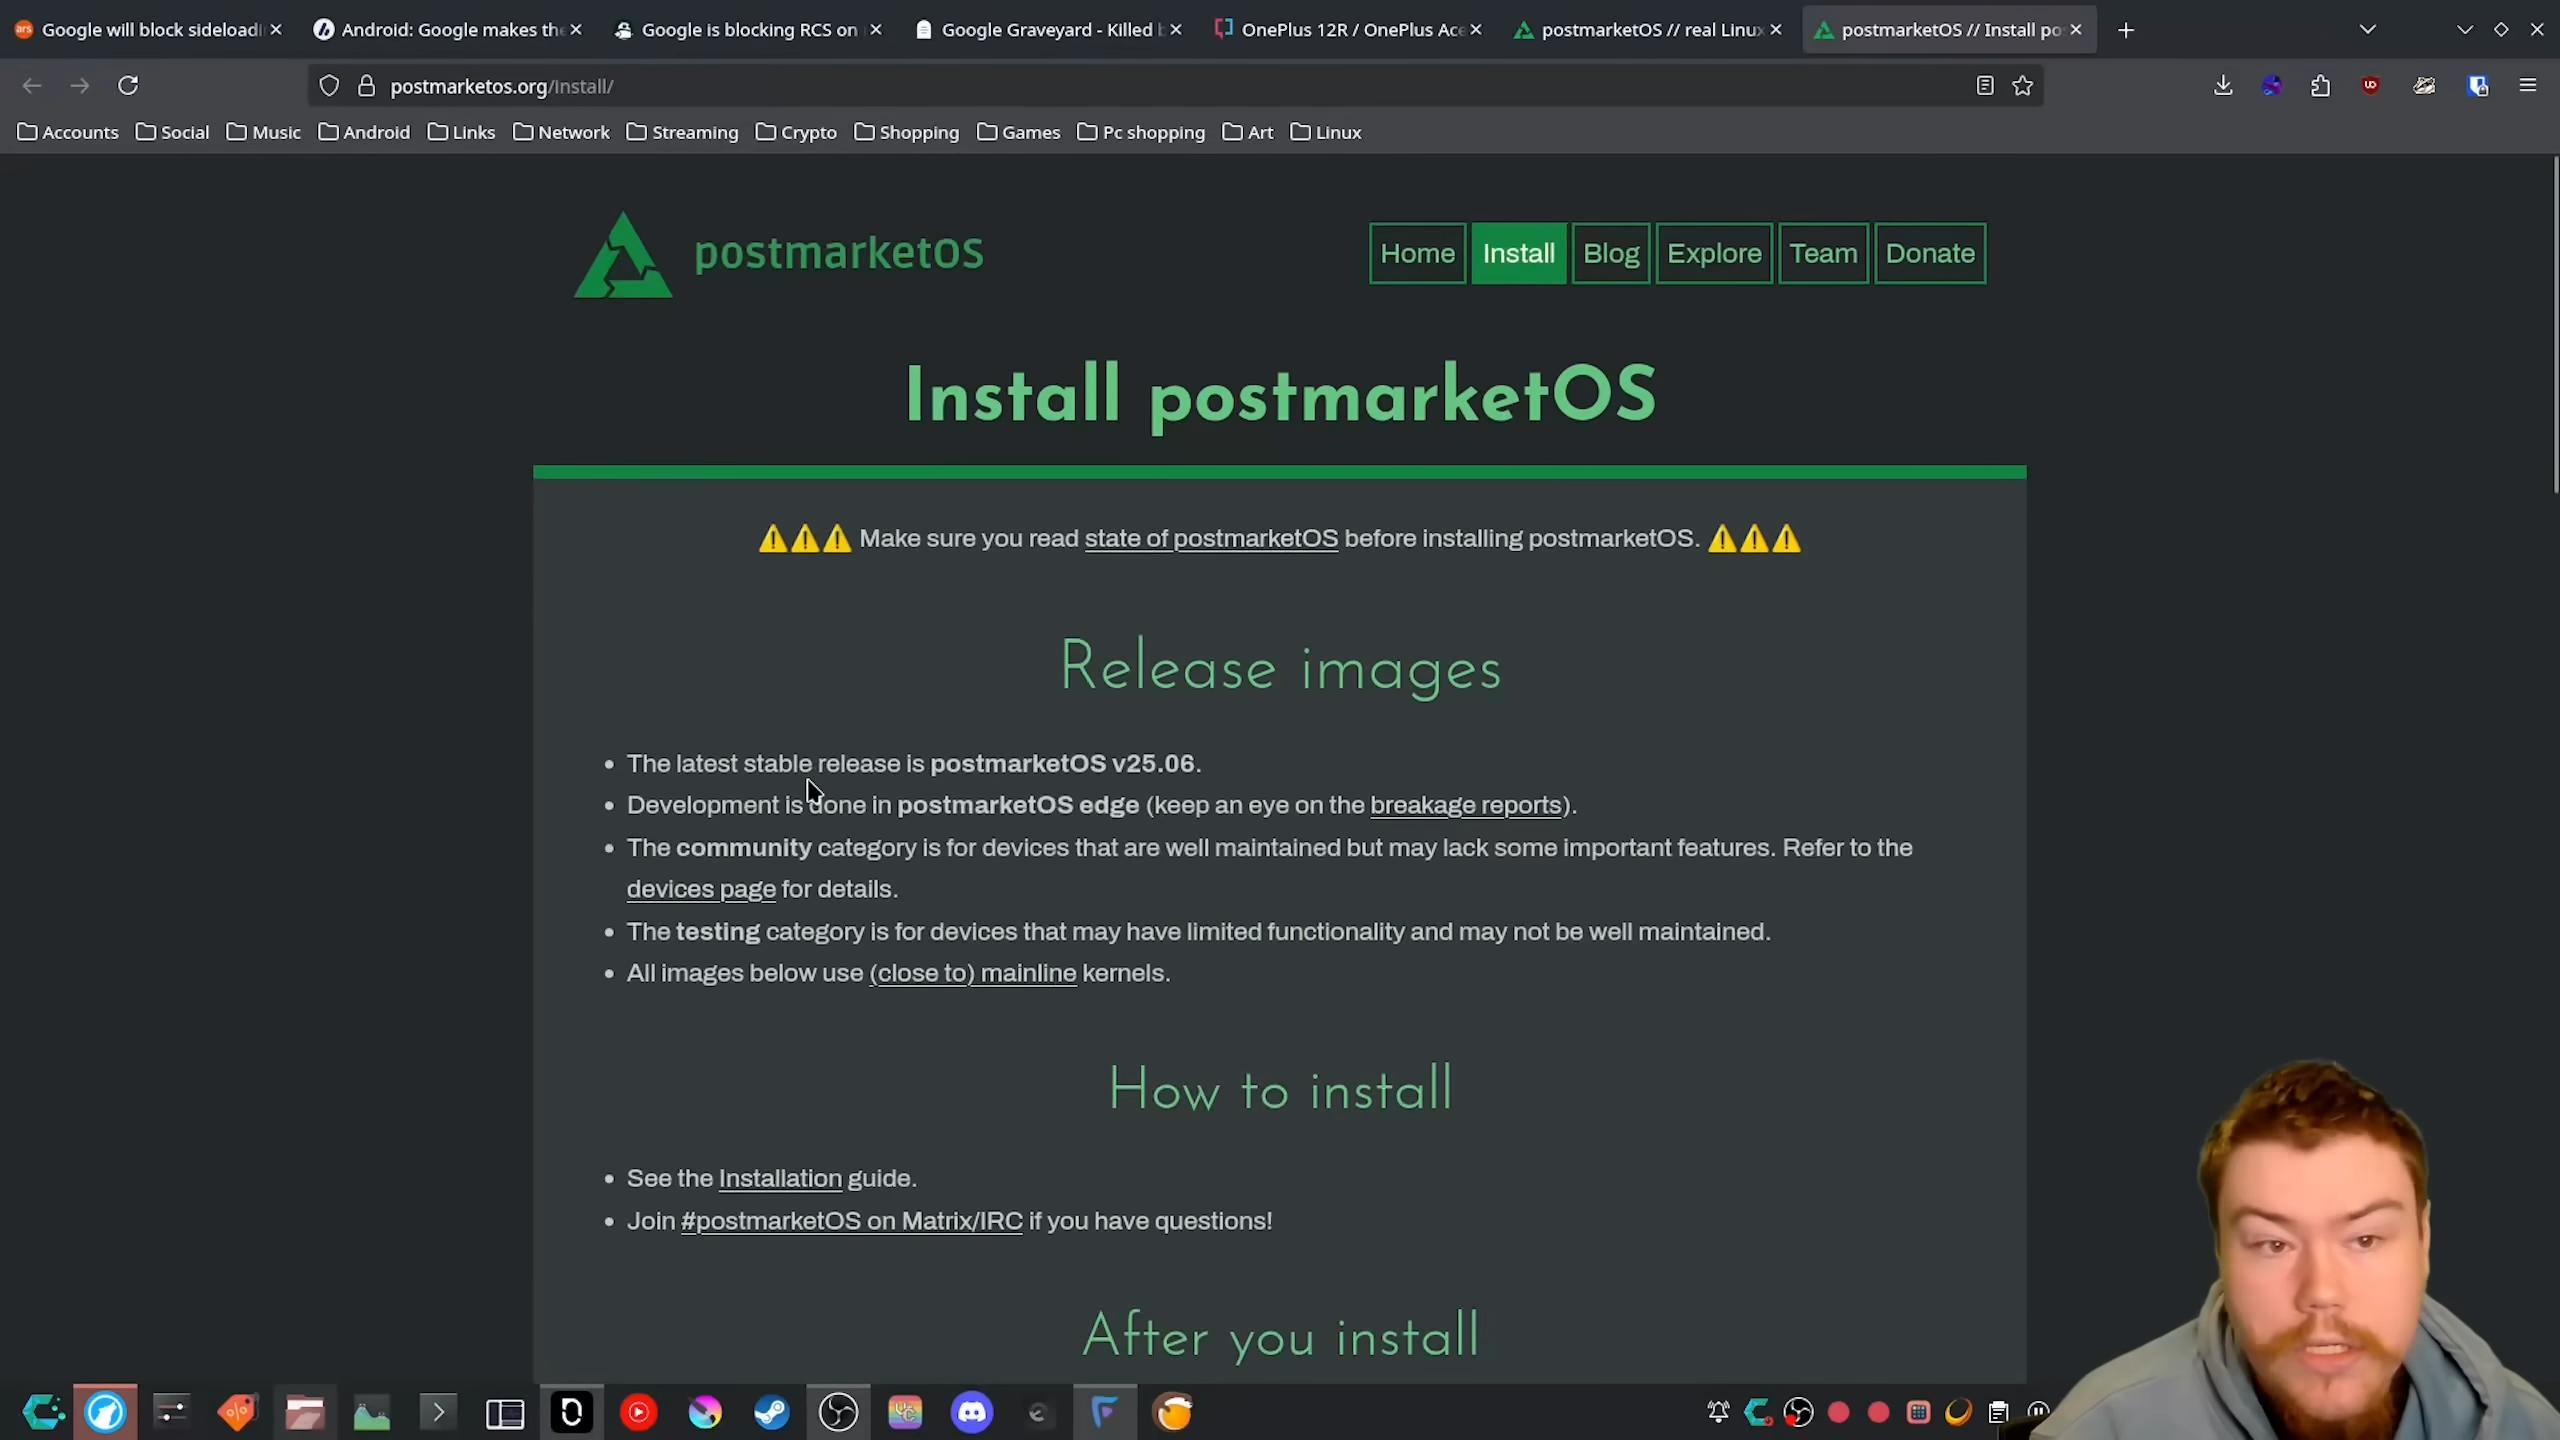 Google will block sideloadi
Android: Google makes the
Google is blocking RCS on
Google Graveyard - Killed b
OnePlus 12R / OnePlus Ace
postmarketOS // real Linux
postmarketOS // Install po
postmarketos.org/install/
Accounts
Social
Music
Android
Links
Network
Streaming
Crypto
Shopping
Games
Pc shopping
Art
Linux
postmarketOS
Home
Install
Blog
Explore
Team
Donate
Install postmarketOS
⚠️⚠️⚠️ Make sure you read state of postmarketOS before installing postmarketOS. ⚠️⚠️⚠️
Release images
• The latest stable release is postmarketOS v25.06.
• Development is done in postmarketOS edge (keep an eye on the breakage reports).
• The community category is for devices that are well maintained but may lack some important features. Refer to the
devices page for details.
• The testing category is for devices that may have limited functionality and may not be well maintained.
• All images below use (close to) mainline kernels.
How to install
• See the Installation guide.
• Join #postmarketOS on Matrix/IRC if you have questions!
After you install